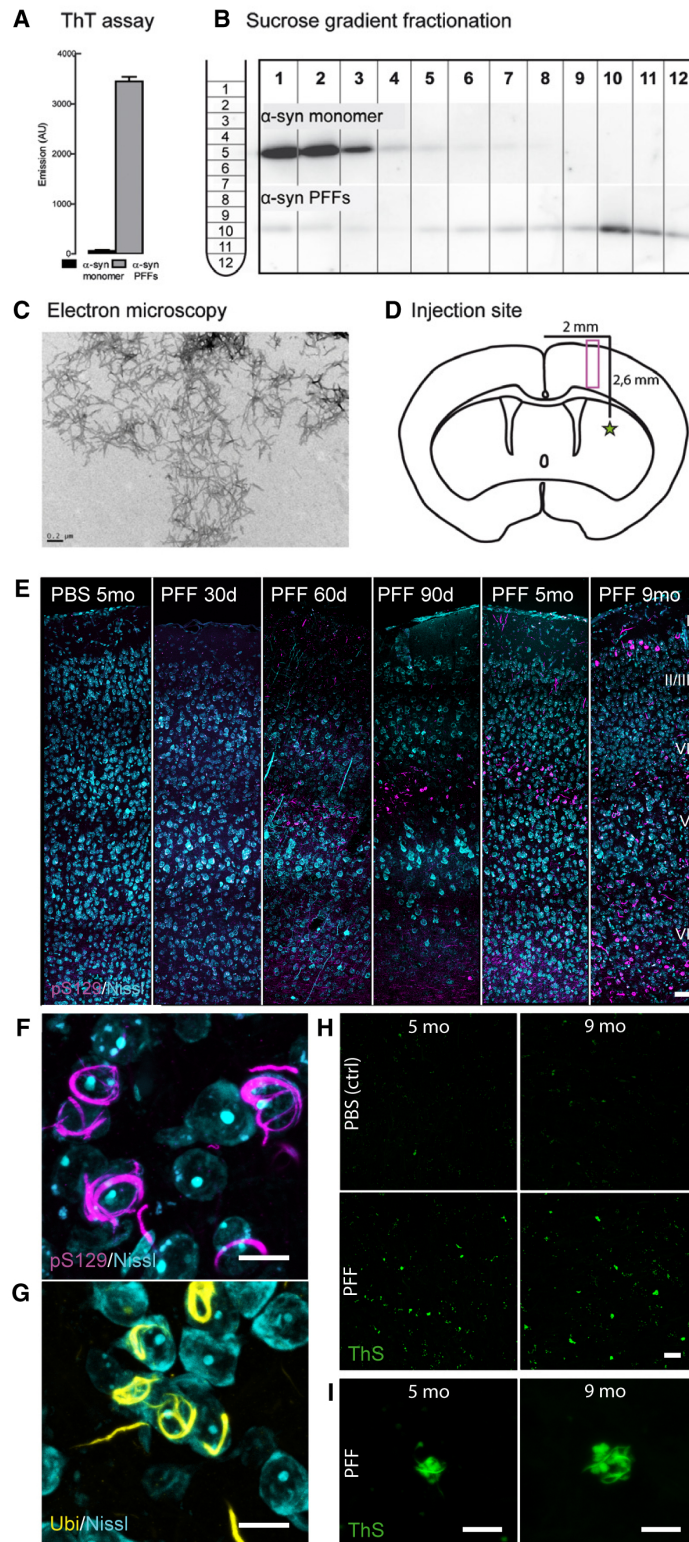 A ThT assay
4000
3000
2000
1000
0
Emission (AU)
α-syn monomer
α-syn PFFs
B Sucrose gradient fractionation
1
2
3
4
5
6
7
8
9
10
11
12
1 2 3 4 5 6 7 8 9 10 11 12
α-syn monomer
α-syn PFFs
C Electron microscopy
0.2 µm
D Injection site
2 mm
2,6 mm
E
PBS 5mo PFF 30d PFF 60d PFF 90d PFF 5mo PFF 9mo
I
II/III
VI
V
VI
pS129/Nissl
F
pS129/Nissl
G
Ubi/Nissl
H
5 mo 9 mo
PBS (ctrl)
PFF
ThS
I
5 mo 9 mo
PFF
ThS